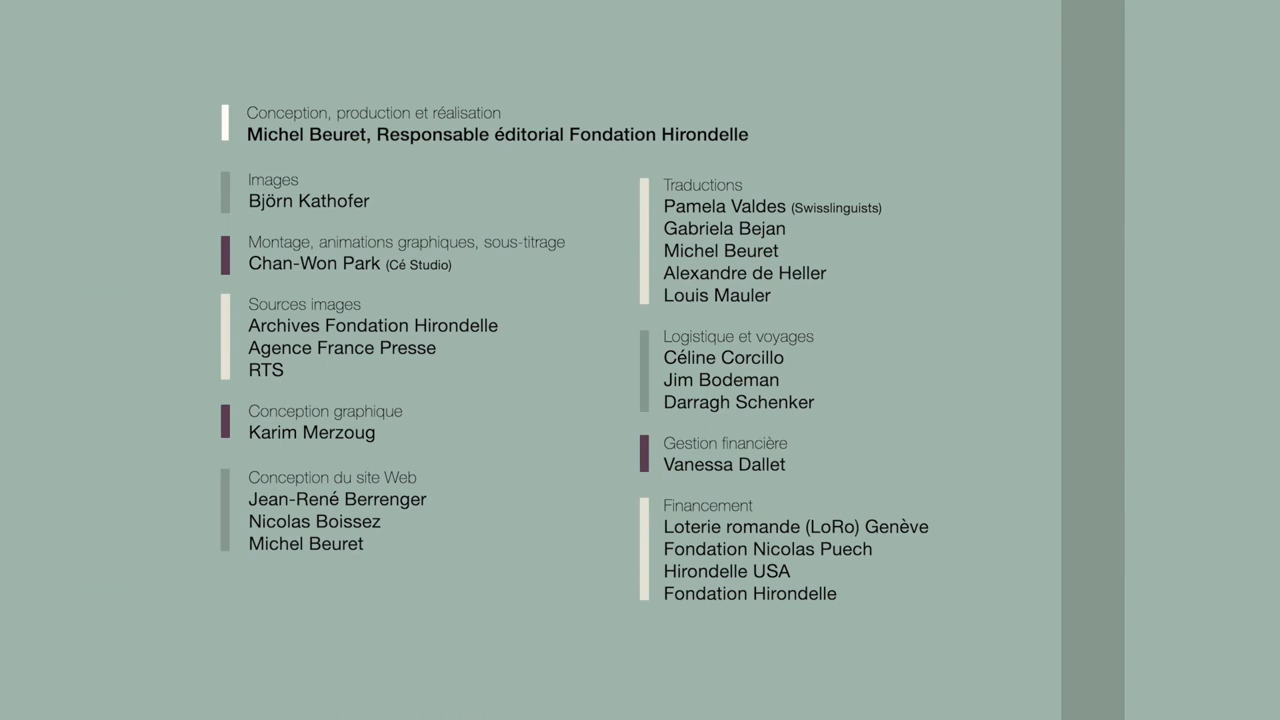 Conception, production et réalisation
Michel Beuret, Responsable éditorial Fondation Hirondelle
Images
Björn Kathofer
Montage, animations graphiques, sous-titrage
Chan-Won Park (Cé Studio)
Sources images
Archives Fondation Hirondelle
Agence France Presse
RTS
Conception graphique
Karim Merzoug
Conception du site Web
Jean-René Berrenger
Nicolas Boissez
Michel Beuret
Traductions
Pamela Valdes (Swisslinguists)
Gabriela Bejan
Michel Beuret
Alexandre de Heller
Louis Mauler
Logistique et voyages
Céline Corcillo
Jim Bodeman
Darragh Schenker
Gestion financière
Vanessa Dallet
Financement
Loterie romande (LoRo) Genève
Fondation Nicolas Puech
Hirondelle USA
Fondation Hirondelle